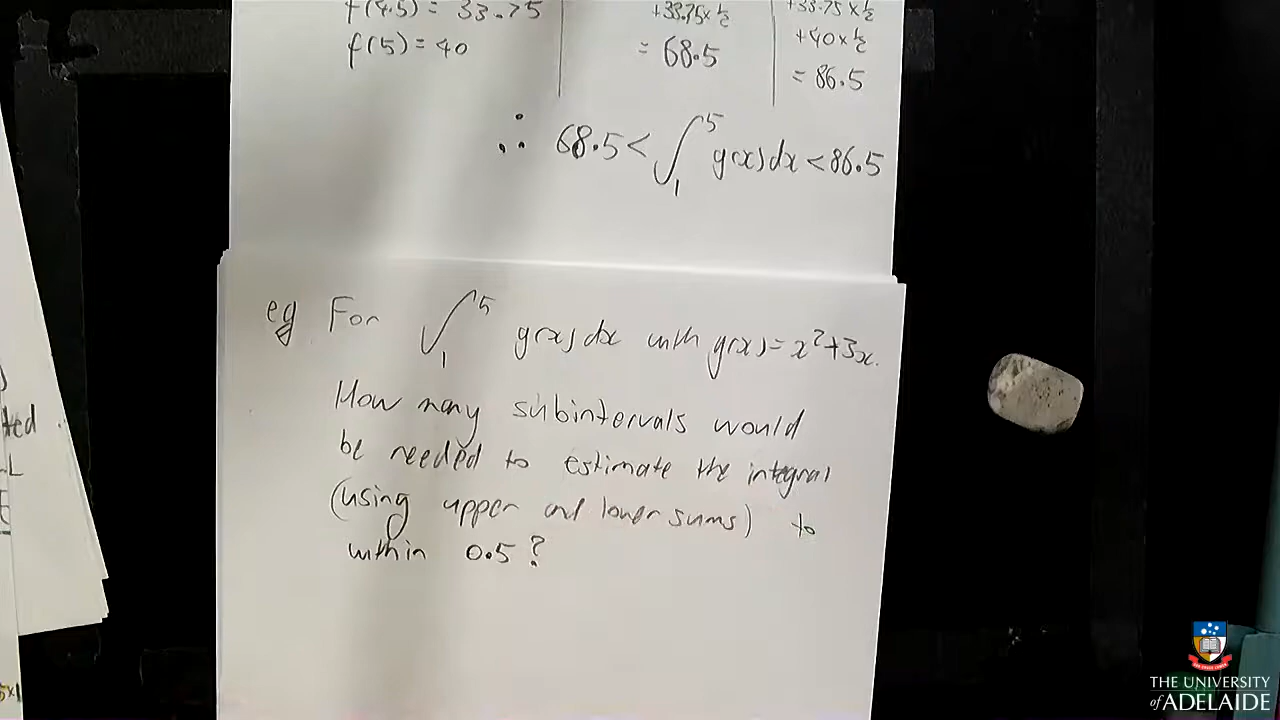 f(4.5) = 33.75
f(5) = 40
+33.75×½
= 68.5
+33.75×½
+40×½
= 86.5
∴ 68.5 < ∫₁⁵ g(x)dx < 86.5
eg For ∫₁⁵ g(x)dx with g(x) = x²+3x.
How many subintervals would
be needed to estimate the integral
(using upper and lower sums) to
within 0.5?
ted
THE UNIVERSITY
of ADELAIDE